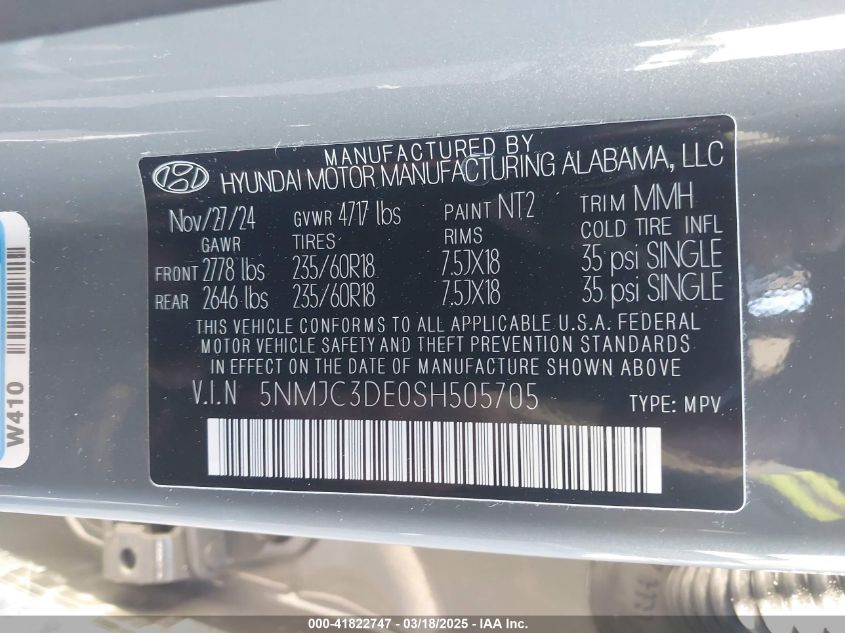 MANUFACTURED BY
HYUNDAI MOTOR MANUFACTURING ALABAMA, LLC
Nov/27/24 GVWR 4717 lbs PAINT NT2 TRIM MMH
GAWR TIRES RIMS COLD TIRE INFL
FRONT 2778 lbs 235/60R18 7.5JX18 35 psi SINGLE
REAR 2646 lbs 235/60R18 7.5JX18 35 psi SINGLE
THIS VEHICLE CONFORMS TO ALL APPLICABLE U.S.A. FEDERAL
MOTOR VEHICLE SAFETY AND THEFT PREVENTION STANDARDS
IN EFFECT ON THE DATE OF MANUFACTURE SHOWN ABOVE
V.I.N 5NMJC3DE0SH505705 TYPE: MPV
W410
000-41822747 - 03/18/2025 - IAA Inc.